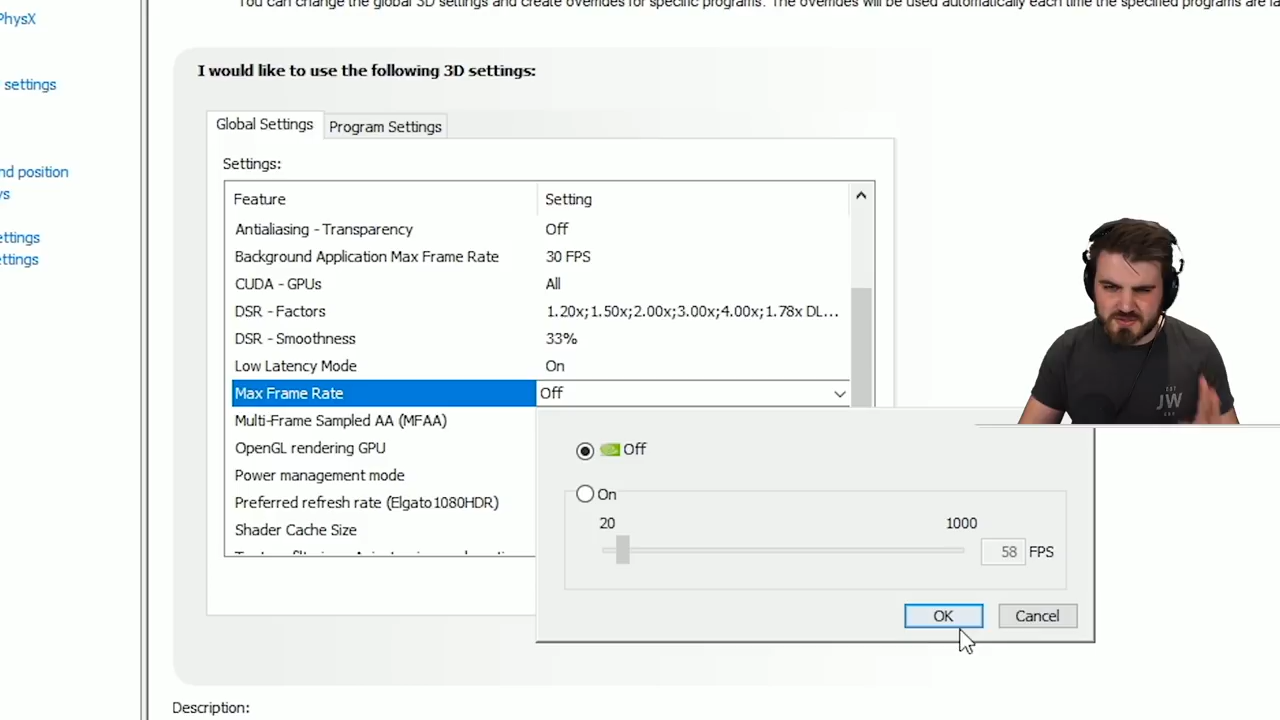 You can change the global 3D settings and create overrides for specific programs. The overrides will be used automatically each time the specified programs are la
PhysX
I would like to use the following 3D settings:
settings
Global Settings
Program Settings
Settings:
nd position
ys
Feature
Setting
Antialiasing - Transparency
Off
ettings
Background Application Max Frame Rate
30 FPS
ettings
CUDA - GPUs
All
DSR - Factors
1.20x;1.50x;2.00x;3.00x;4.00x;1.78x DL...
DSR - Smoothness
33%
Low Latency Mode
On
Max Frame Rate
Off
JW
Multi-Frame Sampled AA (MFAA)
OpenGL rendering GPU
Off
Power management mode
On
Preferred refresh rate (Elgato1080HDR)
20
1000
Shader Cache Size
58 FPS
OK
Cancel
Description: